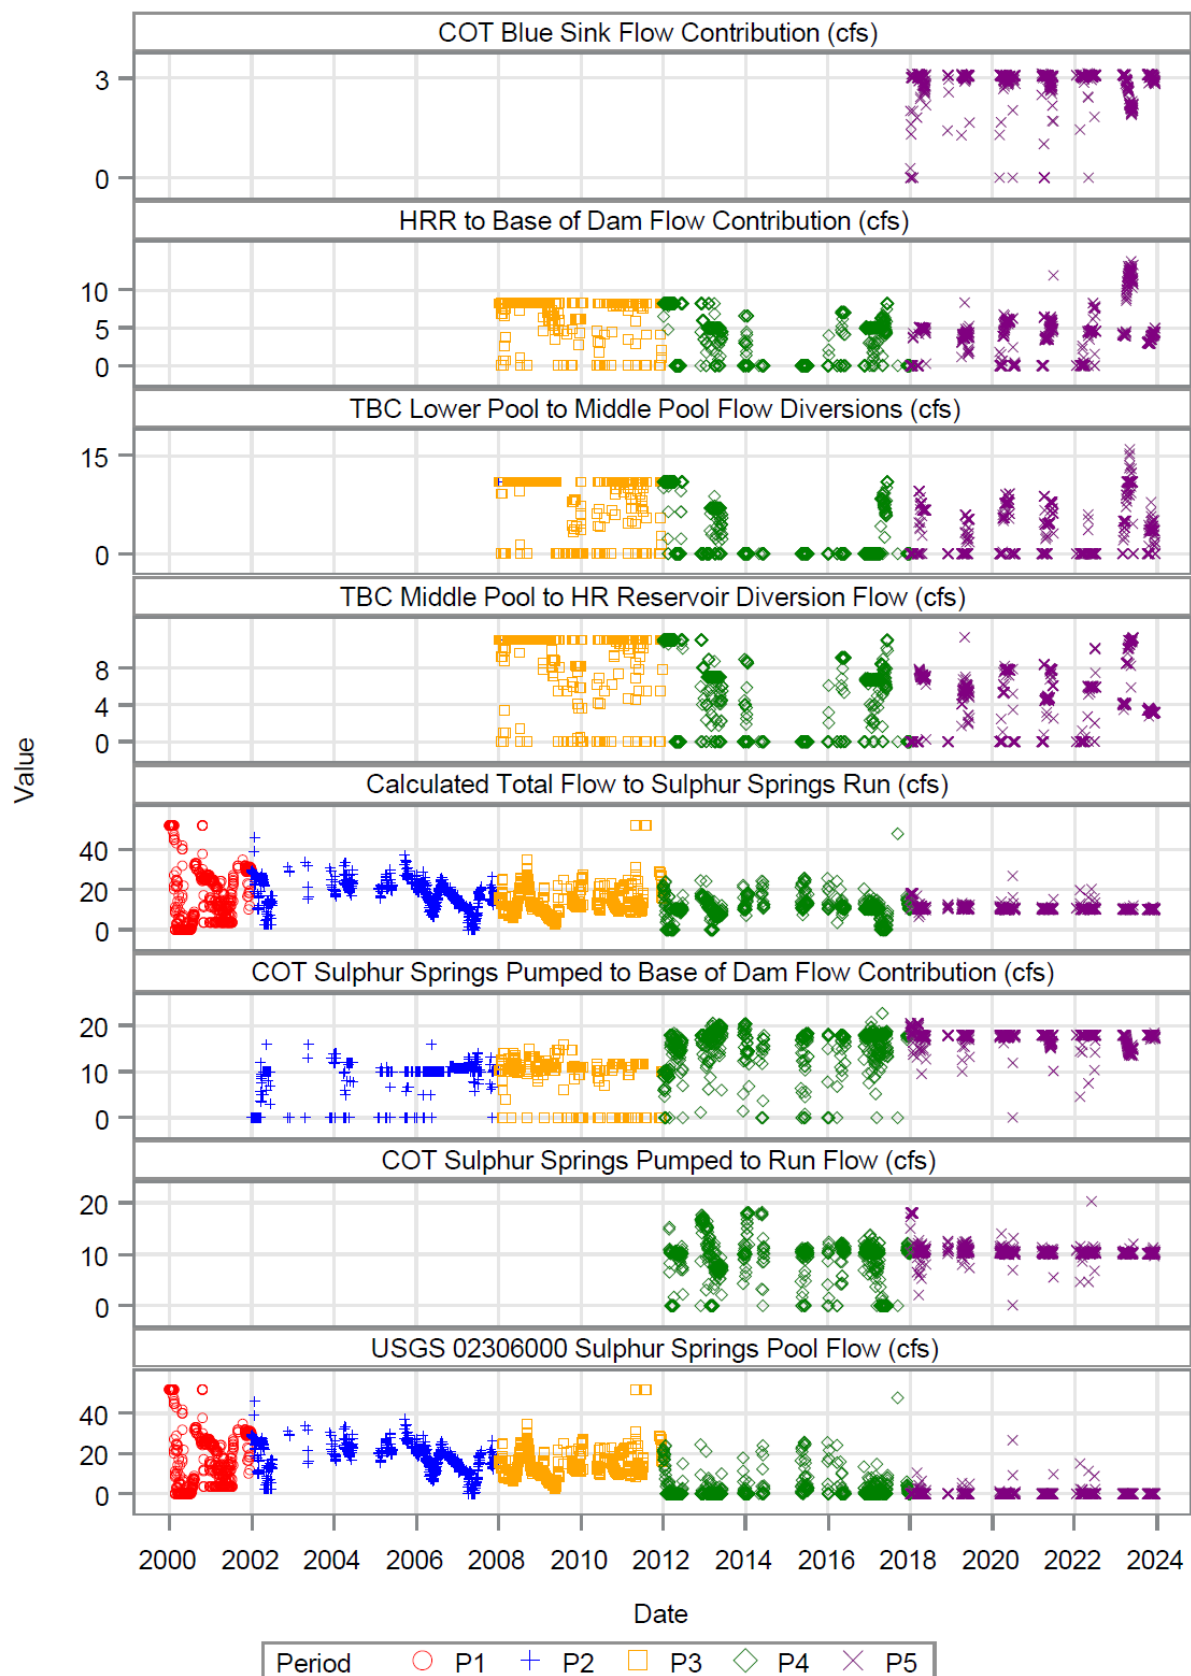 COT Blue Sink Flow Contribution (cfs)
3
0
HRR to Base of Dam Flow Contribution (cfs)
10
5
0
TBC Lower Pool to Middle Pool Flow Diversions (cfs)
15
0
TBC Middle Pool to HR Reservoir Diversion Flow (cfs)
8
4
0
Value
Calculated Total Flow to Sulphur Springs Run (cfs)
40
20
0
COT Sulphur Springs Pumped to Base of Dam Flow Contribution (cfs)
20
10
0
COT Sulphur Springs Pumped to Run Flow (cfs)
20
10
0
USGS 02306000 Sulphur Springs Pool Flow (cfs)
40
20
0
2000 2002 2004 2006 2008 2010 2012 2014 2016 2018 2020 2022 2024
Date
Period P1 P2 P3 P4 P5